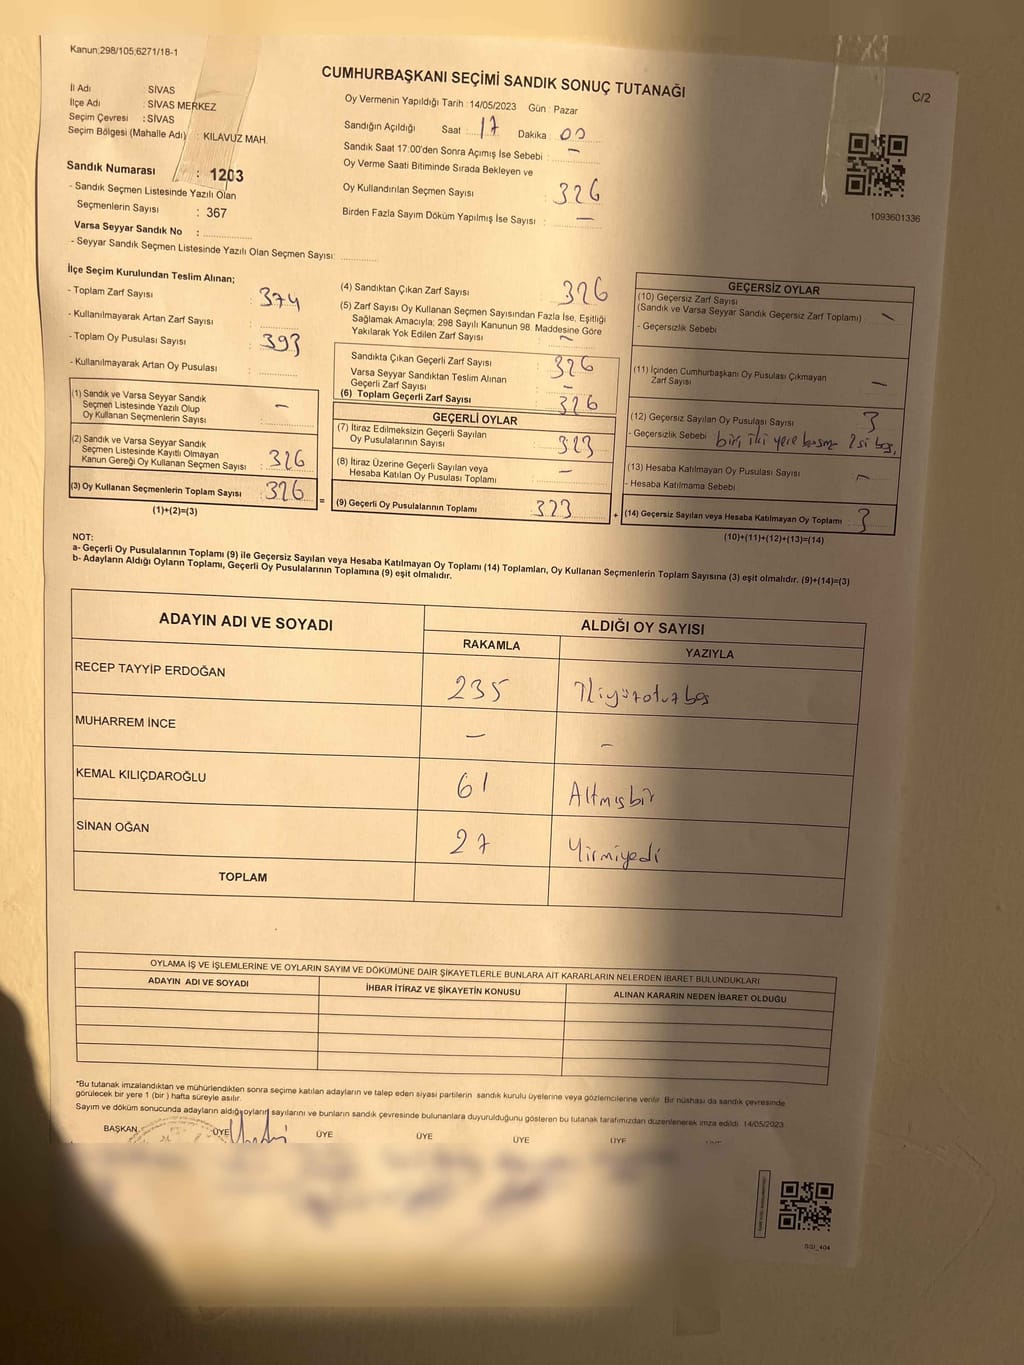 Kanun;298/105,6271/18-1
CUMHURBAŞKANI SEÇİMİ SANDIK SONUÇ TUTANAĞI
C/2
İl Adı : SİVAS
İlçe Adı : SİVAS MERKEZ
Seçim Çevresi : SİVAS
Seçim Bölgesi (Mahalle Adı) : KILAVUZ MAH.
Sandık Numarası : 1203
- Sandık Seçmen Listesinde Yazılı Olan
Seçmenlerin Sayısı : 367
Varsa Seyyar Sandık No :
- Seyyar Sandık Seçmen Listesinde Yazılı Olan Seçmen Sayısı:
Oy Vermenin Yapıldığı Tarih : 14/05/2023 Gün : Pazar
Sandığın Açıldığı Saat : 17 Dakika : 00
Sandık Saat 17:00'den Sonra Açımış İse Sebebi : -
Oy Verme Saati Bitiminde Sırada Bekleyen ve
Oy Kullandırılan Seçmen Sayısı : 326
Birden Fazla Sayım Döküm Yapılmış İse Sayısı : -
1093601336
İlçe Seçim Kurulundan Teslim Alınan;
- Toplam Zarf Sayısı : 374
- Kullanılmayarak Artan Zarf Sayısı :
- Toplam Oy Pusulası Sayısı : 393
- Kullanılmayarak Artan Oy Pusulası :
(1) Sandık ve Varsa Seyyar Sandık
Seçmen Listesinde Yazılı Olup
Oy Kullanan Seçmenlerin Sayısı : -
(2) Sandık ve Varsa Seyyar Sandık
Seçmen Listesinde Kayıtlı Olmayan
Kanun Gereği Oy Kullanan Seçmen Sayısı : 326
(3) Oy Kullanan Seçmenlerin Toplam Sayısı : 326
(1)+(2)=(3)
=
(4) Sandıktan Çıkan Zarf Sayısı : 326
(5) Zarf Sayısı Oy Kullanan Seçmen Sayısından Fazla İse, Eşitliği
Sağlamak Amacıyla; 298 Sayılı Kanunun 98. Maddesine Göre
Yakılarak Yok Edilen Zarf Sayısı : -
Sandıkta Çıkan Geçerli Zarf Sayısı : 326
Varsa Seyyar Sandıktan Teslim Alınan
Geçerli Zarf Sayısı : -
(6) Toplam Geçerli Zarf Sayısı : 326
GEÇERLİ OYLAR
(7) İtiraz Edilmeksizin Geçerli Sayılan
Oy Pusulalarının Sayısı : 323
(8) İtiraz Üzerine Geçerli Sayılan veya
Hesaba Katılan Oy Pusulası Toplamı : -
(9) Geçerli Oy Pusulalarının Toplamı : 323
+
GEÇERSİZ OYLAR
(10) Geçersiz Zarf Sayısı
(Sandık ve Varsa Seyyar Sandık Geçersiz Zarf Toplamı) : -
- Geçersizlik Sebebi :
(11) İçinden Cumhurbaşkanı Oy Pusulası Çıkmayan
Zarf Sayısı : -
(12) Geçersiz Sayılan Oy Pusulası Sayısı : 3
- Geçersizlik Sebebi : biri iki yere basma 2si boş.
(13) Hesaba Katılmayan Oy Pusulası Sayısı : -
- Hesaba Katılmama Sebebi :
(14) Geçersiz Sayılan veya Hesaba Katılmayan Oy Toplamı : 3
(10)+(11)+(12)+(13)=(14)
NOT:
a- Geçerli Oy Pusulalarının Toplamı (9) ile Geçersiz Sayılan veya Hesaba Katılmayan Oy Toplamı (14) Toplamları, Oy Kullanan Seçmenlerin Toplam Sayısına (3) eşit olmalıdır. (9)+(14)=(3)
b- Adayların Aldığı Oyların Toplamı, Geçerli Oy Pusulalarının Toplamına (9) eşit olmalıdır.
ADAYIN ADI VE SOYADI ALDIĞI OY SAYISI
RAKAMLA YAZIYLA
RECEP TAYYİP ERDOĞAN 235 İkiyüzotuzbeş
MUHARREM İNCE - -
KEMAL KILIÇDAROĞLU 61 Altmışbir
SİNAN OĞAN 27 Yirmiyedi
TOPLAM
OYLAMA İŞ VE İŞLEMLERİNE VE OYLARIN SAYIM VE DÖKÜMÜNE DAİR ŞİKAYETLERLE BUNLARA AİT KARARLARIN NELERDEN İBARET BULUNDUKLARI
ADAYIN ADI VE SOYADI İHBAR İTİRAZ VE ŞİKAYETİN KONUSU ALINAN KARARIN NEDEN İBARET OLDUĞU
*Bu tutanak imzalandıktan ve mühürlendikten sonra seçime katılan adayların ve talep eden siyasi partilerin sandık kurulu üyelerine veya gözlemcilerine verilir. Bir nüshası da sandık çevresinde
görülecek bir yere 1 (bir ) hafta süreyle asılır.
Sayım ve döküm sonucunda adayların aldığı oyların sayılarını ve bunların sandık çevresinde bulunanlara duyurulduğunu gösteren bu tutanak tarafımızdan düzenlenerek imza edildi. 14/05/2023
BAŞKAN ÜYE ÜYE ÜYE ÜYE ÜYE
SSI_404